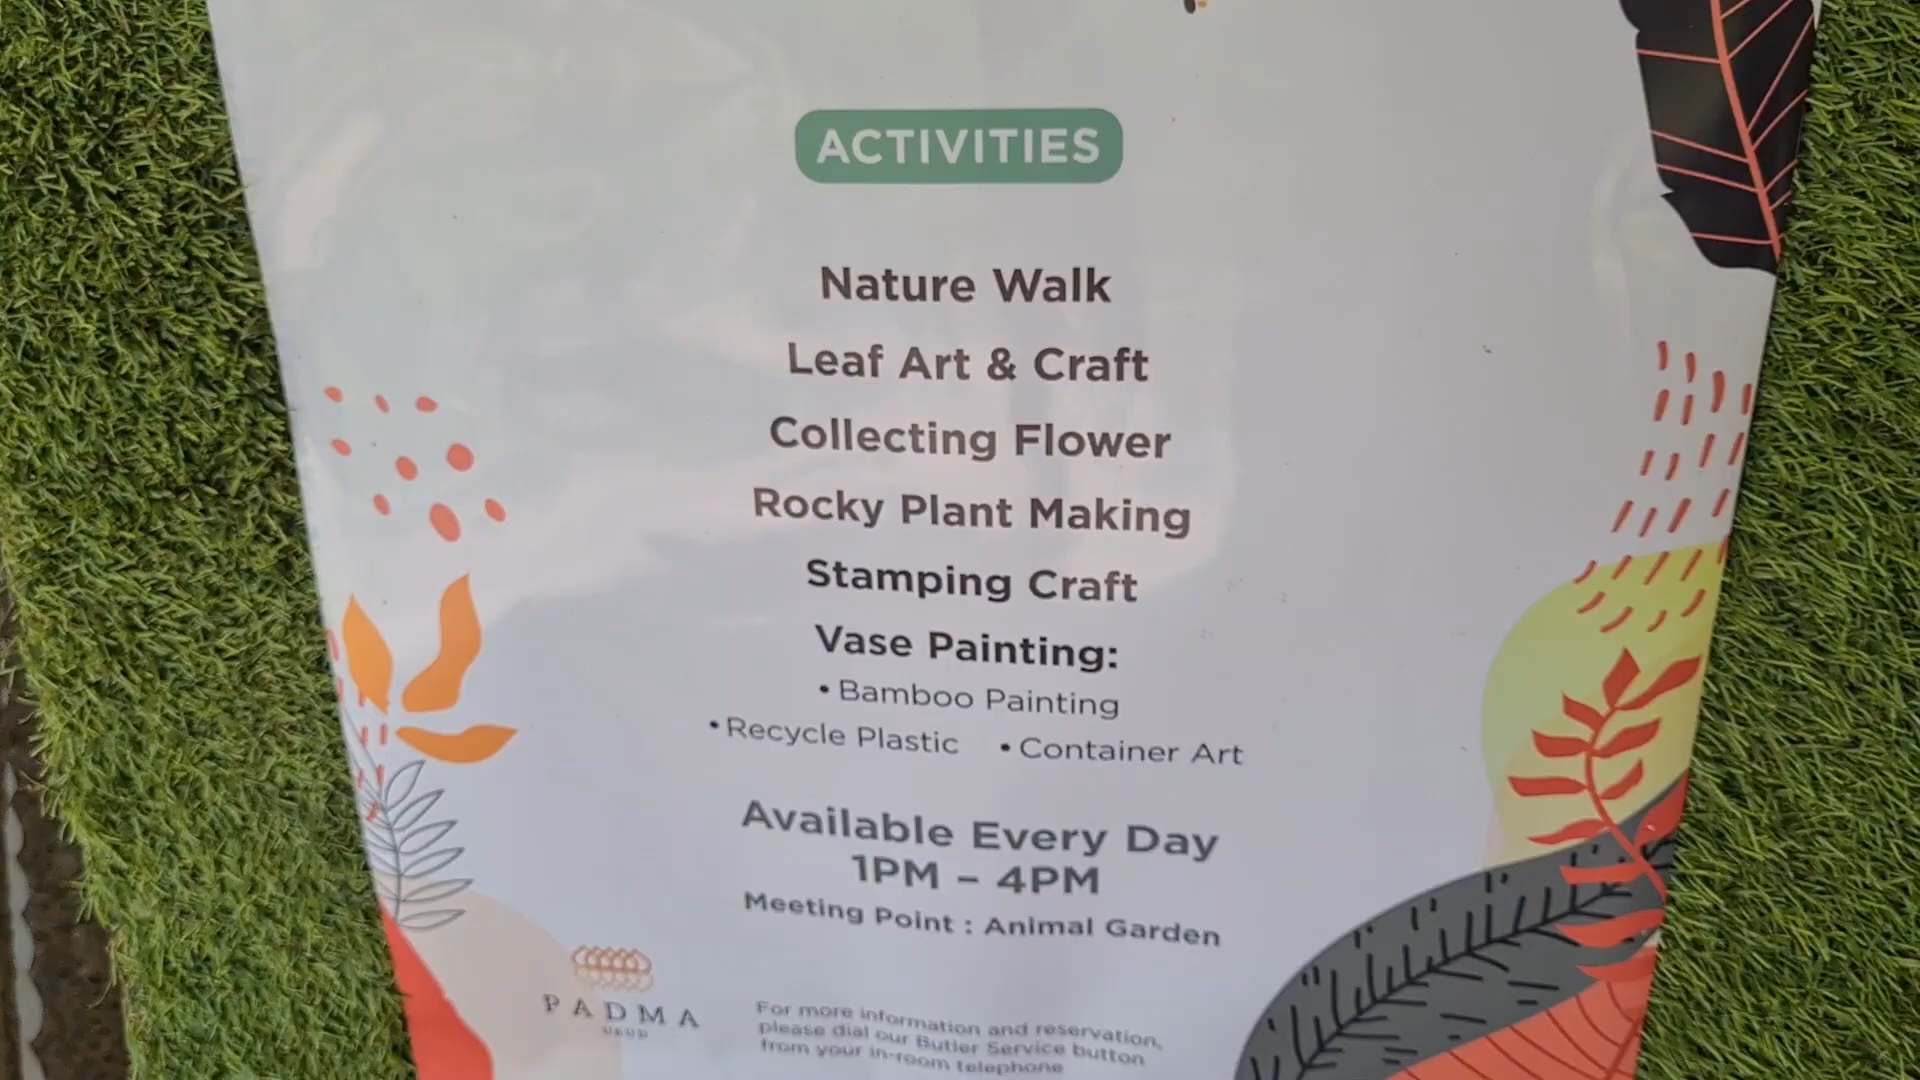 ACTIVITIES
Nature Walk
Leaf Art & Craft
Collecting Flower
Rocky Plant Making
Stamping Craft
Vase Painting:
• Bamboo Painting
• Recycle Plastic • Container Art
Available Every Day
1PM – 4PM
Meeting Point : Animal Garden
PADMA
UBUD
For more information and reservation,
please dial our Butler Service button
from your in-room telephone